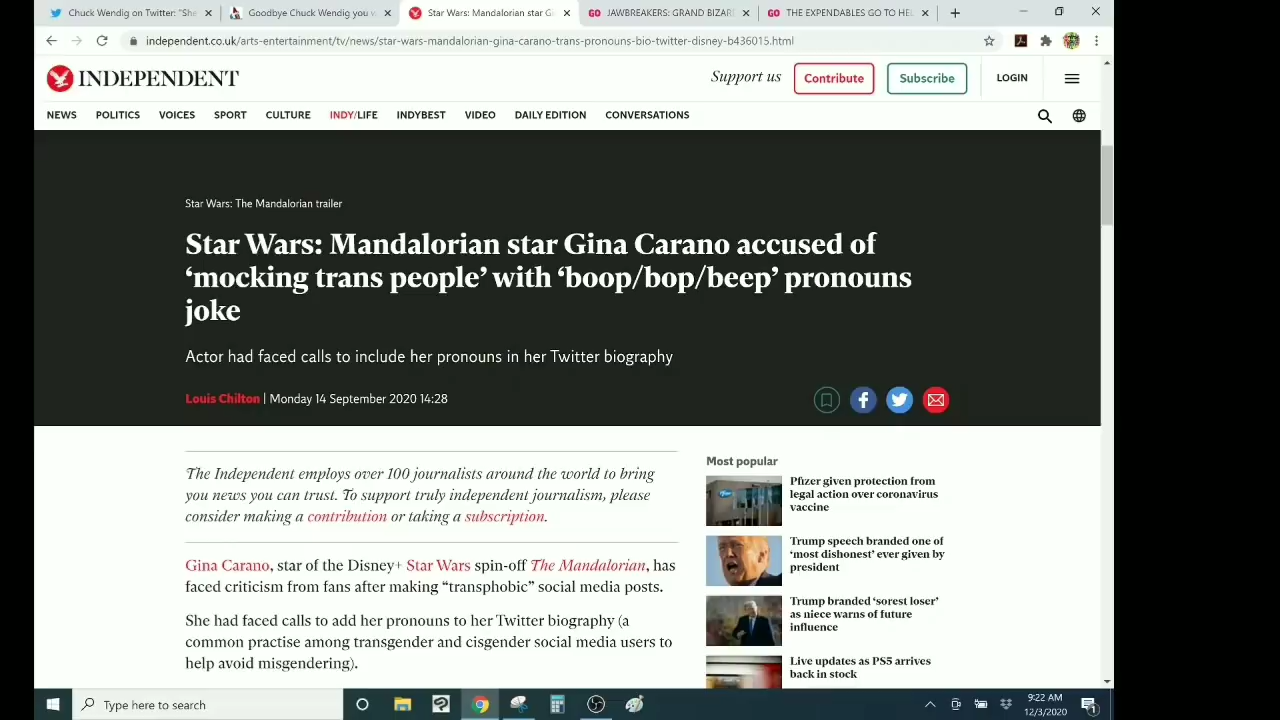 Chuck Wendig on Twitter: "She
Goodbye Chuck Wendig you w
Star Wars: Mandalorian star Gi
GO JAWBREAKERS: GRAND BIZAR
GO THE EXPENDABLES GO TO HEL
independent.co.uk/arts-entertainment/tv/news/star-wars-mandalorian-gina-carano-trans-pronouns-bio-twitter-disney-b436015.html
INDEPENDENT
Support us
Contribute
Subscribe
LOGIN
NEWS POLITICS VOICES SPORT CULTURE INDY/LIFE INDYBEST VIDEO DAILY EDITION CONVERSATIONS
Star Wars: The Mandalorian trailer
Star Wars: Mandalorian star Gina Carano accused of
‘mocking trans people’ with ‘boop/bop/beep’ pronouns
joke
Actor had faced calls to include her pronouns in her Twitter biography
Louis Chilton | Monday 14 September 2020 14:28
The Independent employs over 100 journalists around the world to bring
you news you can trust. To support truly independent journalism, please
consider making a contribution or taking a subscription.
Gina Carano, star of the Disney+ Star Wars spin-off The Mandalorian, has
faced criticism from fans after making “transphobic” social media posts.
She had faced calls to add her pronouns to her Twitter biography (a
common practise among transgender and cisgender social media users to
help avoid misgendering).
Most popular
Pfizer given protection from
legal action over coronavirus
vaccine
Trump speech branded one of
‘most dishonest’ ever given by
president
Trump branded ‘sorest loser’
as niece warns of future
influence
Live updates as PS5 arrives
back in stock
Type here to search
9:22 AM
12/3/2020
1